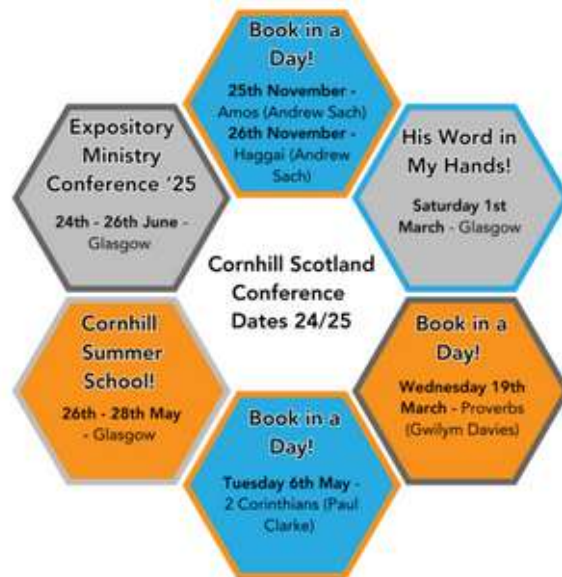 Book in a
Day!
25th November -
Amos (Andrew Sach)
26th November -
Haggai (Andrew
Sach)
His Word in
My Hands!
Saturday 1st
March - Glasgow
Book in a
Day!
Wednesday 19th
March - Proverbs
(Gwilym Davies)
Book in a
Day!
Tuesday 6th May -
2 Corinthians (Paul
Clarke)
Cornhill
Summer
School!
26th - 28th May
- Glasgow
Expository
Ministry
Conference '25
24th - 26th June -
Glasgow
Cornhill Scotland
Conference
Dates 24/25